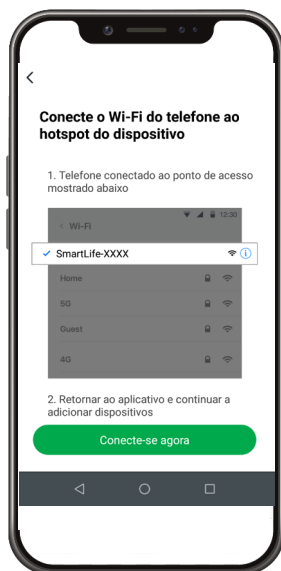 Conecte o Wi-Fi do telefone ao
hotspot do dispositivo
1. Telefone conectado ao ponto de acesso
mostrado abaixo
12:30
Wi-Fi
SmartLife-XXXX
Home
5G
Guest
4G
2. Retornar ao aplicativo e continuar a
adicionar dispositivos
Conecte-se agora